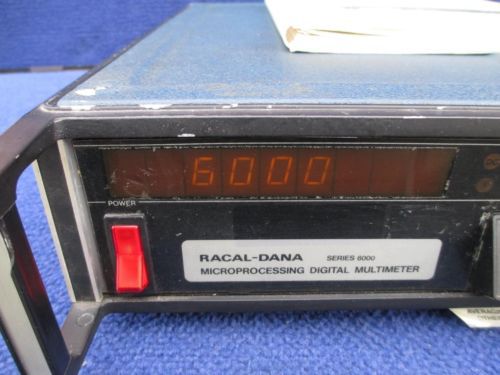 6000
POWER
RACAL-DANA SERIES 6000
MICROPROCESSING DIGITAL MULTIMETER